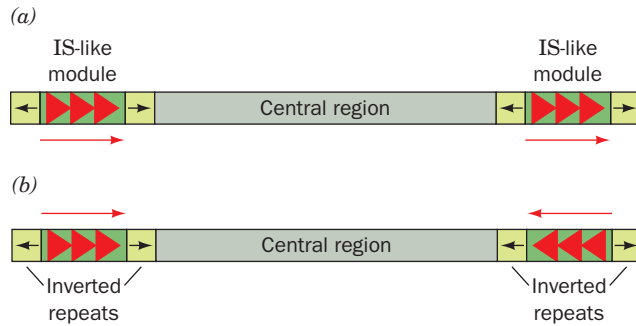 (a)
IS-like
module
IS-like
module
Central region
(b)
Central region
Inverted
repeats
Inverted
repeats